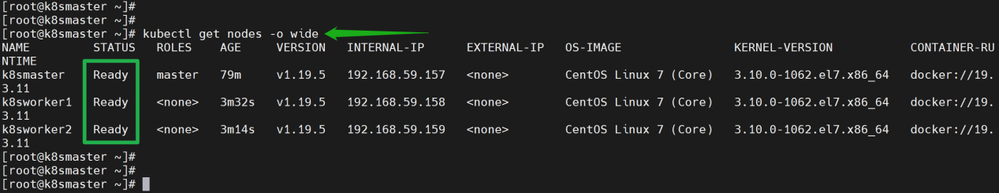 [root@k8smaster ~]#
[root@k8smaster ~]#
[root@k8smaster ~]# kubectl get nodes -o wide
NAME STATUS ROLES AGE VERSION INTERNAL-IP EXTERNAL-IP OS-IMAGE KERNEL-VERSION CONTAINER-RU
NTIME
k8smaster Ready master 79m v1.19.5 192.168.59.157 <none> CentOS Linux 7 (Core) 3.10.0-1062.el7.x86_64 docker://19.
3.11
k8sworker1 Ready <none> 3m32s v1.19.5 192.168.59.158 <none> CentOS Linux 7 (Core) 3.10.0-1062.el7.x86_64 docker://19.
3.11
k8sworker2 Ready <none> 3m14s v1.19.5 192.168.59.159 <none> CentOS Linux 7 (Core) 3.10.0-1062.el7.x86_64 docker://19.
3.11
[root@k8smaster ~]#
[root@k8smaster ~]#
[root@k8smaster ~]#